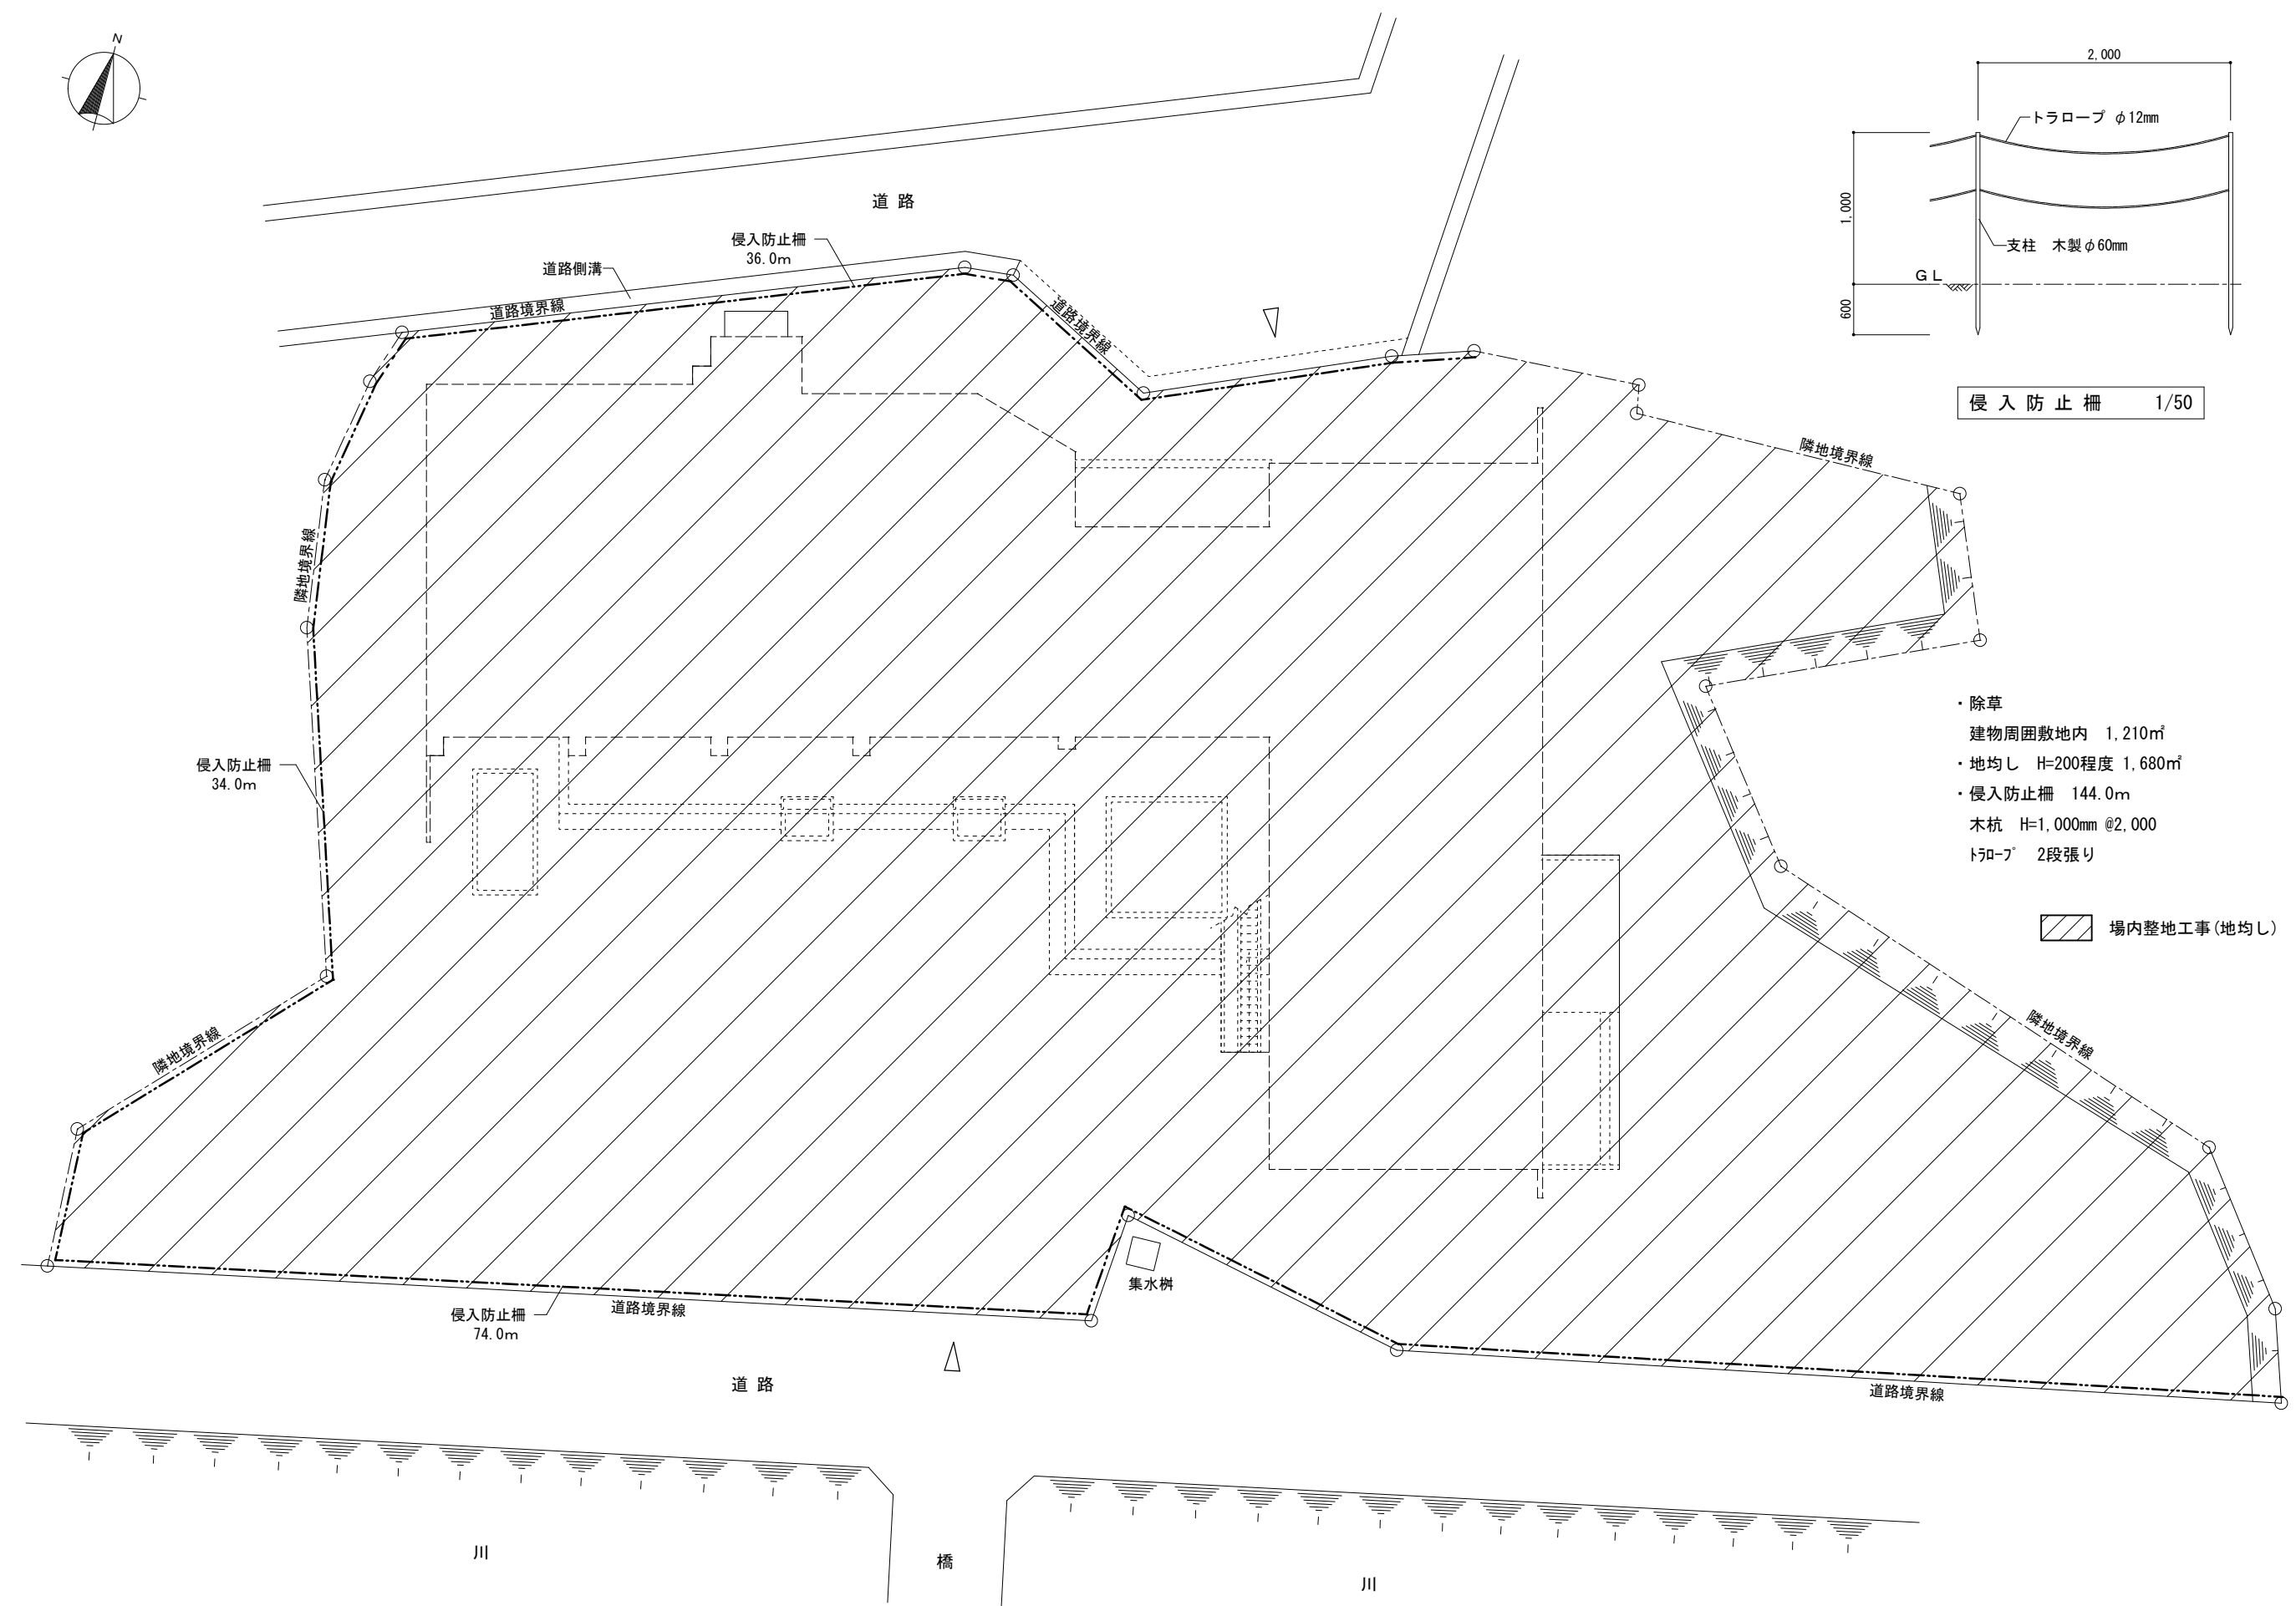 N
2,000
トラロープ φ12mm
1,000
支柱　木製φ60mm
GL
600
侵入防止柵　1/50
道路
侵入防止柵
36.0m
道路側溝
道路境界線
道路境界線
隣地境界線
隣地境界線
・除草
建物周囲敷地内　1,210㎡
・地均し　H=200程度 1,680㎡
・侵入防止柵　144.0m
木杭　H=1,000mm @2,000
ﾄﾗﾛｰﾌﾟ　2段張り
場内整地工事(地均し)
侵入防止柵
34.0m
隣地境界線
隣地境界線
集水桝
侵入防止柵
74.0m
道路境界線
道路
道路境界線
川
橋
川